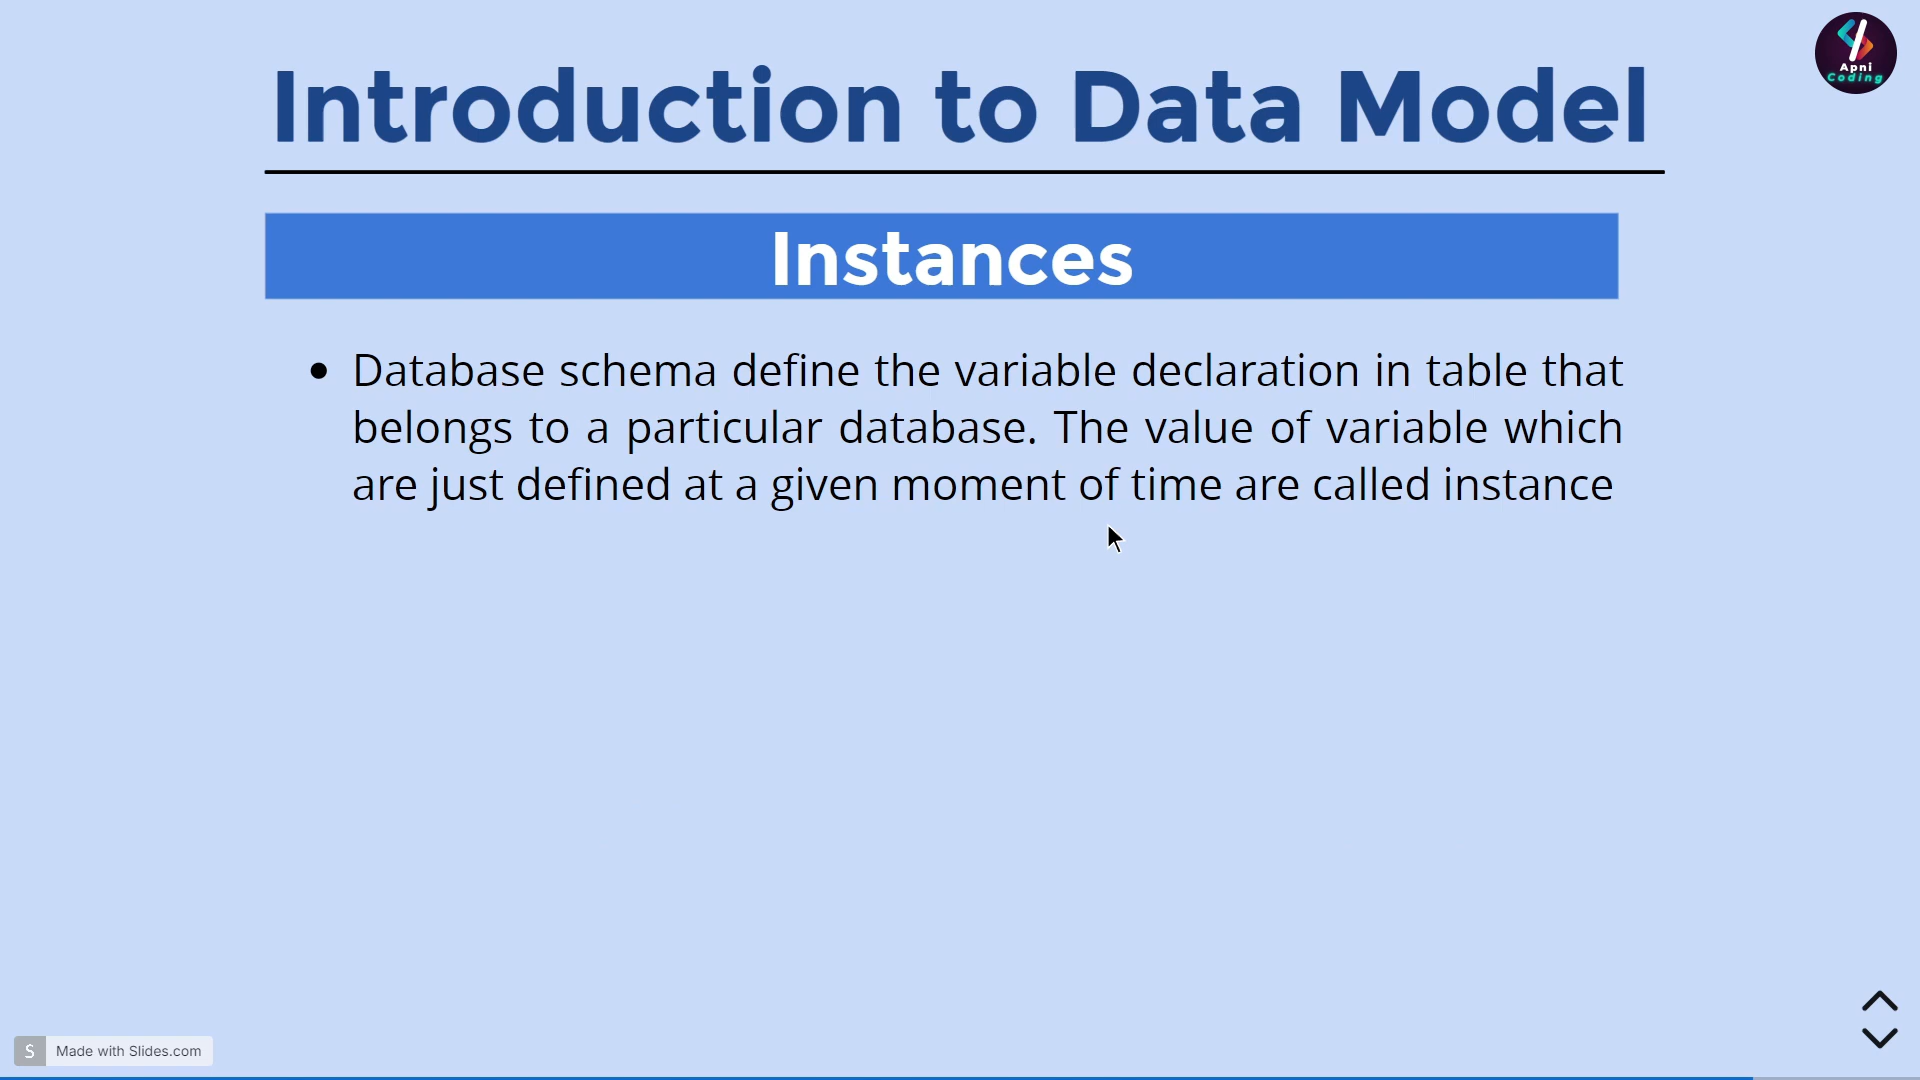 Apni
Coding
Introduction to Data Model
Instances
Database schema define the variable declaration in table that
belongs to a particular database. The value of variable which
are just defined at a given moment of time are called instance
S Made with Slides.com